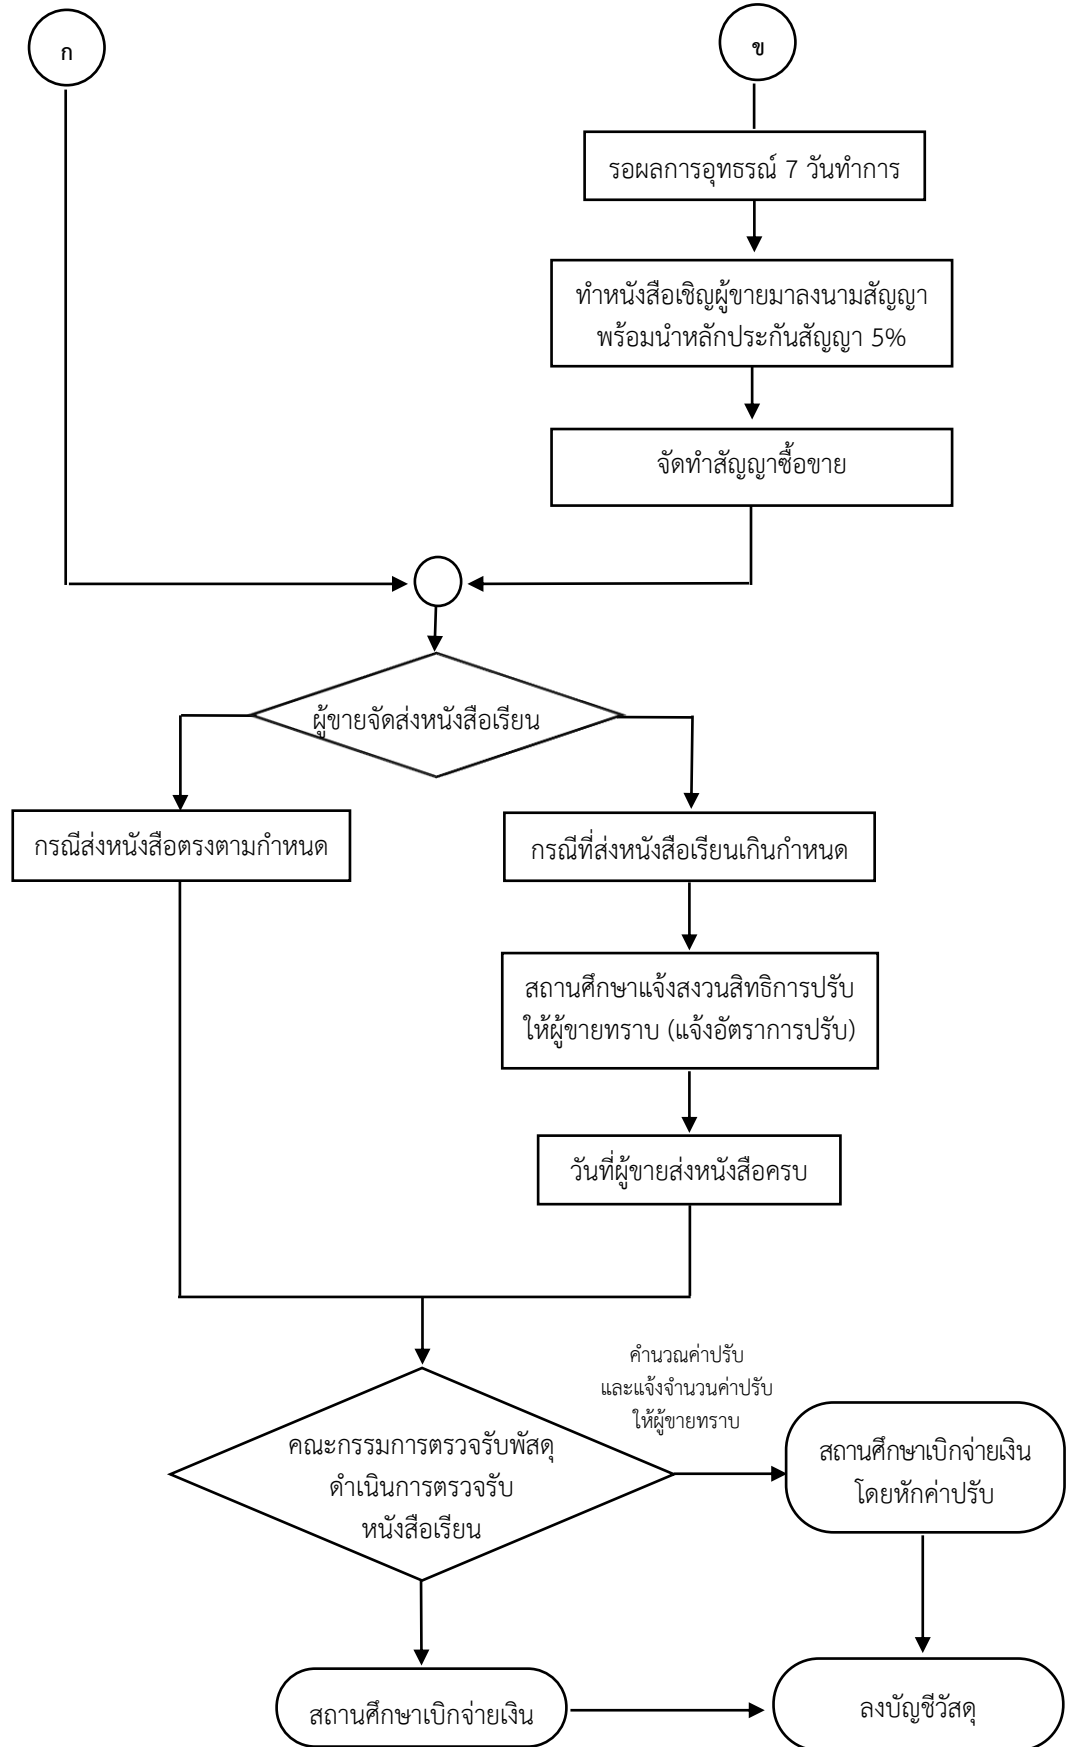 ก
ข
รอผลการอุทธรณ์ 7 วันทำการ
ทำหนังสือเชิญผู้ขายมาลงนามสัญญา
พร้อมนำหลักประกันสัญญา 5%
จัดทำสัญญาซื้อขาย
ผู้ขายจัดส่งหนังสือเรียน
กรณีส่งหนังสือตรงตามกำหนด
กรณีที่ส่งหนังสือเรียนเกินกำหนด
สถานศึกษาแจ้งสงวนสิทธิการปรับ
ให้ผู้ขายทราบ (แจ้งอัตราการปรับ)
วันที่ผู้ขายส่งหนังสือครบ
คำนวณค่าปรับ
และแจ้งจำนวนค่าปรับ
ให้ผู้ขายทราบ
คณะกรรมการตรวจรับพัสดุ
ดำเนินการตรวจรับ
หนังสือเรียน
สถานศึกษาเบิกจ่ายเงิน
โดยหักค่าปรับ
สถานศึกษาเบิกจ่ายเงิน
ลงบัญชีวัสดุ